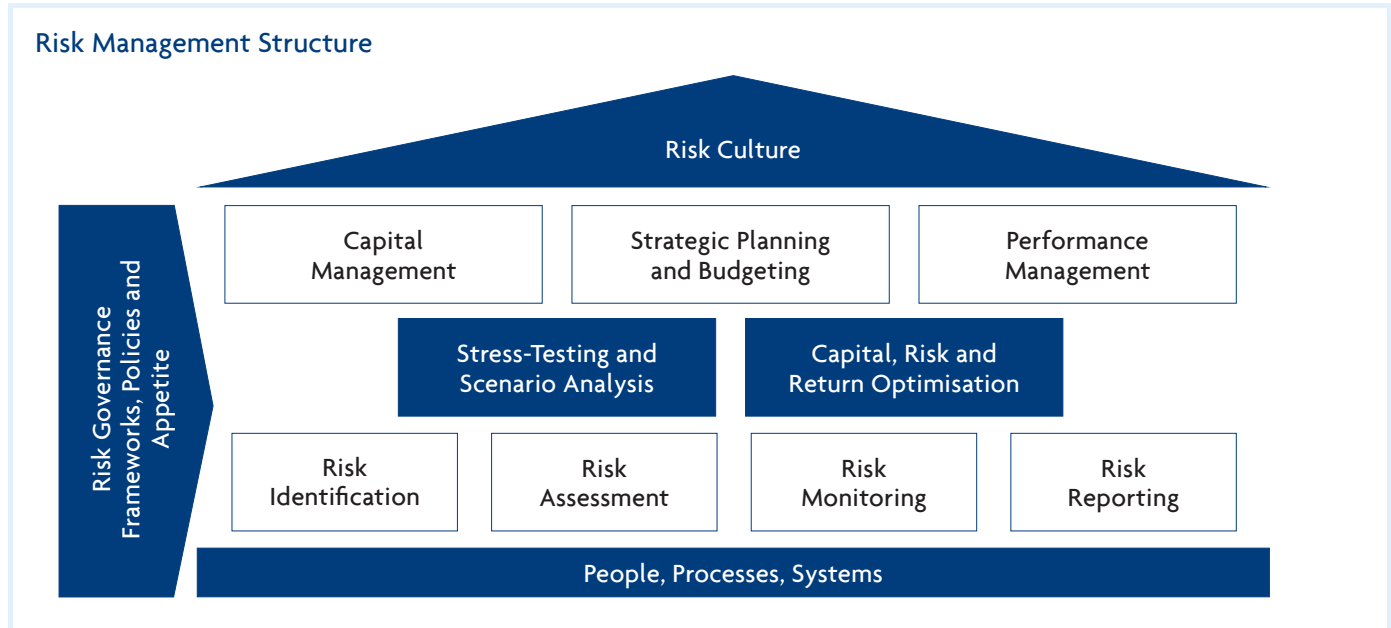 Risk Management Structure
Risk Culture
Risk Governance
Frameworks, Policies and
Appetite
Capital
Management
Strategic Planning
and Budgeting
Performance
Management
Stress-Testing and
Scenario Analysis
Capital, Risk and
Return Optimisation
Risk
Identification
Risk
Assessment
Risk
Monitoring
Risk
Reporting
People, Processes, Systems